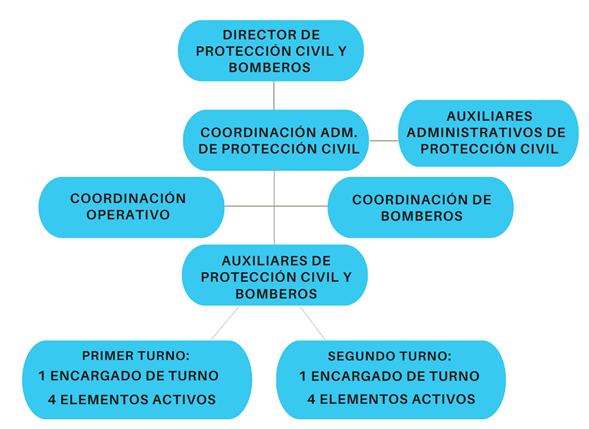 DIRECTOR DE
PROTECCIÓN CIVIL Y
BOMBEROS
COORDINACIÓN ADM.
DE PROTECCIÓN CIVIL
AUXILIARES
ADMINISTRATIVOS DE
PROTECCIÓN CIVIL
COORDINACIÓN
OPERATIVO
COORDINACIÓN DE
BOMBEROS
AUXILIARES DE
PROTECCIÓN CIVIL Y
BOMBEROS
PRIMER TURNO:
1 ENCARGADO DE TURNO
4 ELEMENTOS ACTIVOS
SEGUNDO TURNO:
1 ENCARGADO DE TURNO
4 ELEMENTOS ACTIVOS